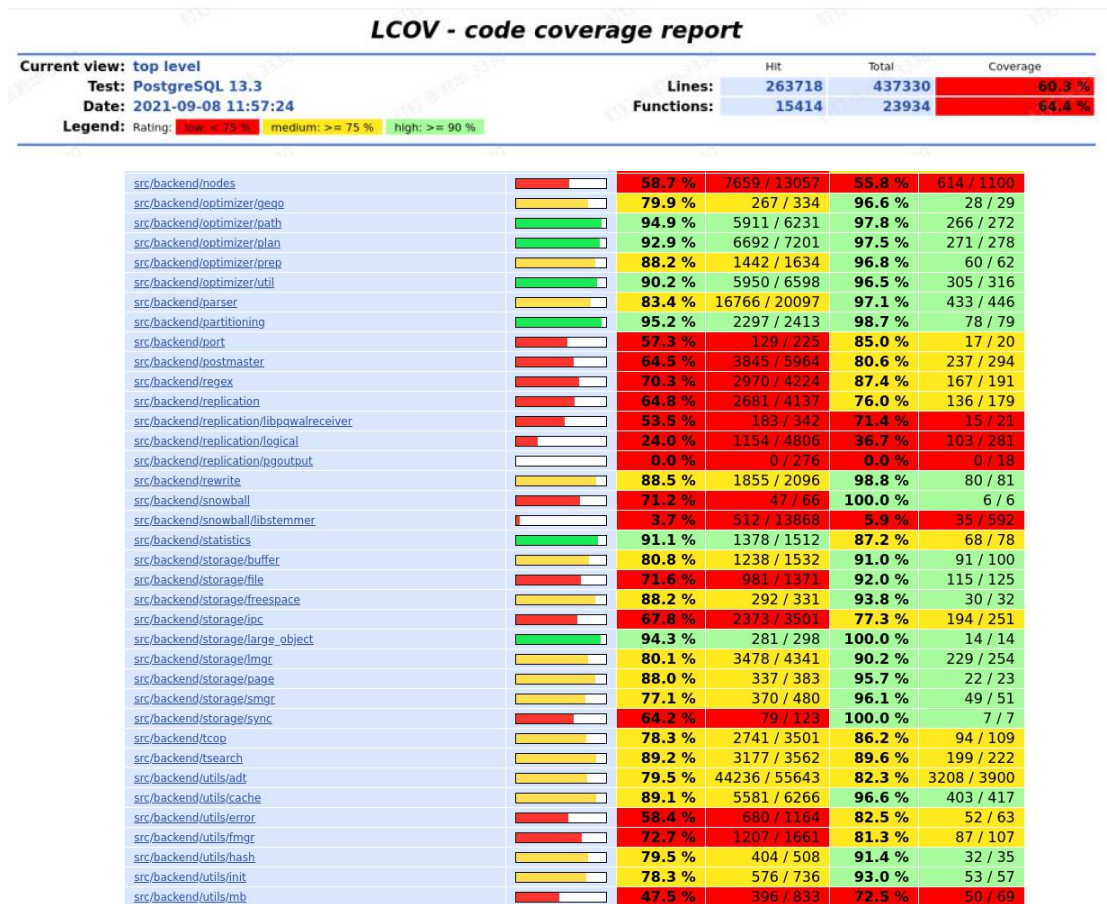 LCOV - code coverage report
Current view: top level
Hit Total Coverage
Test: PostgreSQL 13.3
Lines: 263718 437330 60.3 %
Date: 2021-09-08 11:57:24
Functions: 15414 23934 64.4 %
Legend: Rating: low: < 75 % medium: >= 75 % high: >= 90 %
src/backend/nodes 58.7 % 7659 / 13057 55.8 % 614 / 1100
src/backend/optimizer/geqo 79.9 % 267 / 334 96.6 % 28 / 29
src/backend/optimizer/path 94.9 % 5911 / 6231 97.8 % 266 / 272
src/backend/optimizer/plan 92.9 % 6692 / 7201 97.5 % 271 / 278
src/backend/optimizer/prep 88.2 % 1442 / 1634 96.8 % 60 / 62
src/backend/optimizer/util 90.2 % 5950 / 6598 96.5 % 305 / 316
src/backend/parser 83.4 % 16766 / 20097 97.1 % 433 / 446
src/backend/partitioning 95.2 % 2297 / 2413 98.7 % 78 / 79
src/backend/port 57.3 % 129 / 225 85.0 % 17 / 20
src/backend/postmaster 64.5 % 3845 / 5964 80.6 % 237 / 294
src/backend/regex 70.3 % 2970 / 4224 87.4 % 167 / 191
src/backend/replication 64.8 % 2681 / 4137 76.0 % 136 / 179
src/backend/replication/libpqwalreceiver 53.5 % 183 / 342 71.4 % 15 / 21
src/backend/replication/logical 24.0 % 1154 / 4806 36.7 % 103 / 281
src/backend/replication/pgoutput 0.0 % 0 / 276 0.0 % 0 / 18
src/backend/rewrite 88.5 % 1855 / 2096 98.8 % 80 / 81
src/backend/snowball 71.2 % 47 / 66 100.0 % 6 / 6
src/backend/snowball/libstemmer 3.7 % 512 / 13868 5.9 % 35 / 592
src/backend/statistics 91.1 % 1378 / 1512 87.2 % 68 / 78
src/backend/storage/buffer 80.8 % 1238 / 1532 91.0 % 91 / 100
src/backend/storage/file 71.6 % 981 / 1371 92.0 % 115 / 125
src/backend/storage/freespace 88.2 % 292 / 331 93.8 % 30 / 32
src/backend/storage/ipc 67.8 % 2373 / 3501 77.3 % 194 / 251
src/backend/storage/large_object 94.3 % 281 / 298 100.0 % 14 / 14
src/backend/storage/lmgr 80.1 % 3478 / 4341 90.2 % 229 / 254
src/backend/storage/page 88.0 % 337 / 383 95.7 % 22 / 23
src/backend/storage/smgr 77.1 % 370 / 480 96.1 % 49 / 51
src/backend/storage/sync 64.2 % 79 / 123 100.0 % 7 / 7
src/backend/tcop 78.3 % 2741 / 3501 86.2 % 94 / 109
src/backend/tsearch 89.2 % 3177 / 3562 89.6 % 199 / 222
src/backend/utils/adt 79.5 % 44236 / 55643 82.3 % 3208 / 3900
src/backend/utils/cache 89.1 % 5581 / 6266 96.6 % 403 / 417
src/backend/utils/error 58.4 % 680 / 1164 82.5 % 52 / 63
src/backend/utils/fmgr 72.7 % 1207 / 1661 81.3 % 87 / 107
src/backend/utils/hash 79.5 % 404 / 508 91.4 % 32 / 35
src/backend/utils/init 78.3 % 576 / 736 93.0 % 53 / 57
src/backend/utils/mb 47.5 % 396 / 833 72.5 % 50 / 69